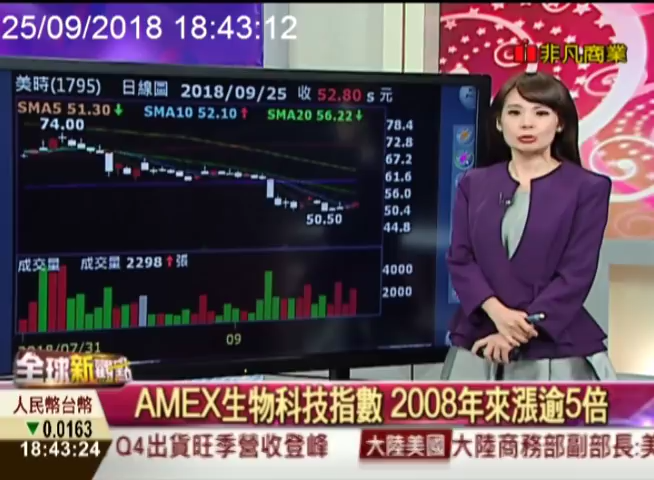 25/09/2018 18:43:12
非凡商業
美時(1795) 日線圖 2018/09/25 收 52.80 s 元
SMA5 51.30↓ SMA10 52.10↑ SMA20 56.22↓
74.00
78.4
72.8
67.2
61.6
56.0
50.4
44.8
50.50
成交量 成交量 2298↑張
4000
2000
2018/07/31
09
全球新觀點
AMEX生物科技指數 2008年來漲逾5倍
人民幣台幣
▼0.0163
18:43:24
Q4出貨旺季營收登峰 大陸美國 大陸商務部副部長:美